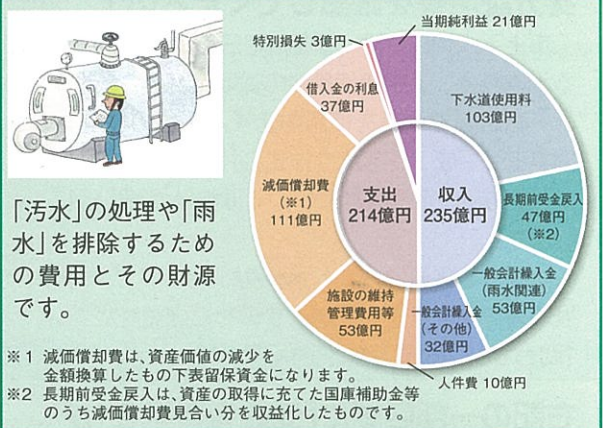 当期純利益 21億円
特別損失 3億円
借入金の利息
37億円
下水道使用料
103億円
減価償却費
(※1)
111億円
支出
214億円
収入
235億円
長期前受金戻入
47億円
(※2)
一般会計繰入金
(雨水関連)
53億円
施設の維持
管理費用等
53億円
一般会計繰入金
(その他)
32億円
人件費 10億円
「汚水」の処理や「雨
水」を排除するため
の費用とその財源
です。
※1 減価償却費は、資産価値の減少を
金額換算したもの下表留保資金になります。
※2 長期前受金戻入は、資産の取得に充てた国庫補助金等
のうち減価償却費見合い分を収益化したものです。